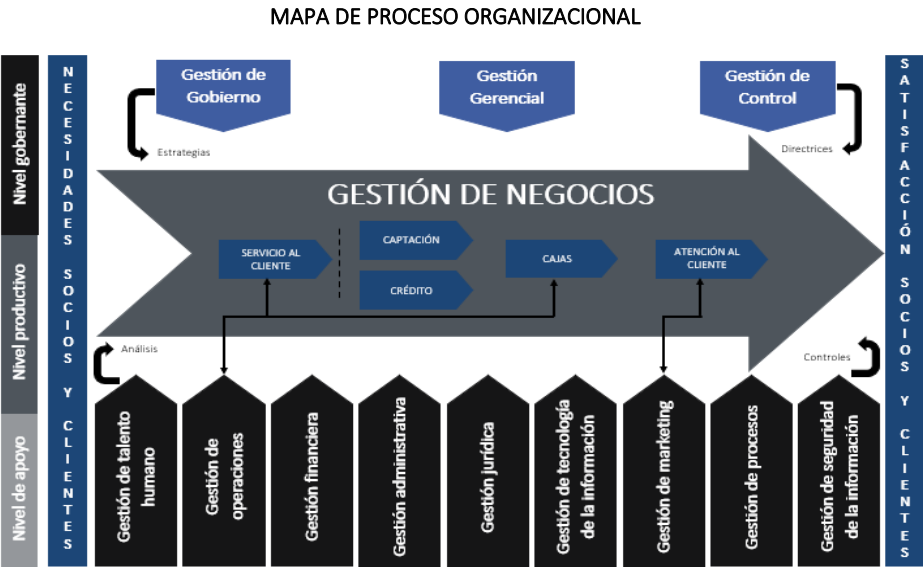 MAPA DE PROCESO ORGANIZACIONAL
Nivel gobernante
Nivel productivo
Nivel de apoyo
NECESIDADES SOCIOS Y CLIENTES
Gestión de
Gobierno
Gestión
Gerencial
Gestión de
Control
Estrategias
Directrices
GESTIÓN DE NEGOCIOS
SERVICIO AL
CLIENTE
CAPTACIÓN
CRÉDITO
CAJAS
ATENCIÓN AL
CLIENTE
Análisis
Controles
Gestión de talento
humano
Gestión de
operaciones
Gestión financiera
Gestión administrativa
Gestión jurídica
Gestión de tecnología
de la información
Gestión de marketing
Gestión de procesos
Gestión de seguridad
de la información
SATISFACCIÓN SOCIOS Y CLIENTES